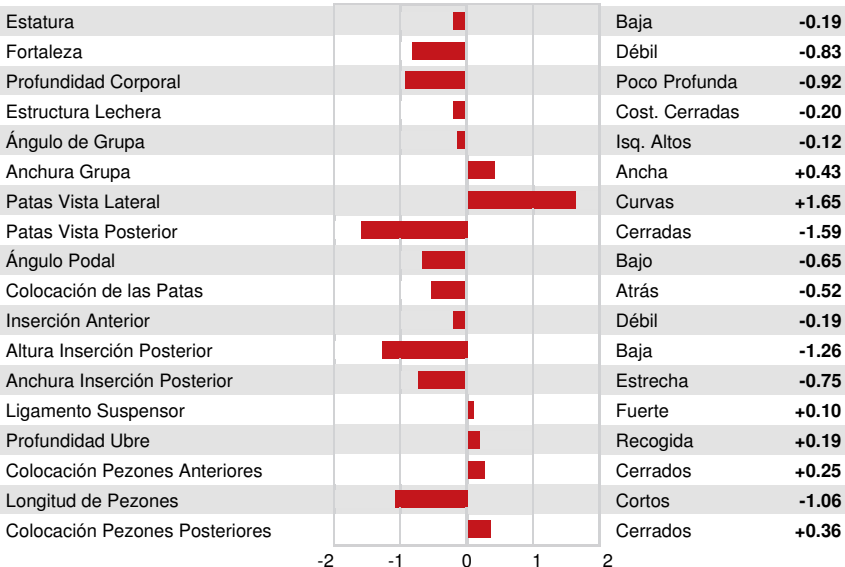 Estatura Baja -0.19
Fortaleza Débil -0.83
Profundidad Corporal Poco Profunda -0.92
Estructura Lechera Cost. Cerradas -0.20
Ángulo de Grupa Isq. Altos -0.12
Anchura Grupa Ancha +0.43
Patas Vista Lateral Curvas +1.65
Patas Vista Posterior Cerradas -1.59
Ángulo Podal Bajo -0.65
Colocación de las Patas Atrás -0.52
Inserción Anterior Débil -0.19
Altura Inserción Posterior Baja -1.26
Anchura Inserción Posterior Estrecha -0.75
Ligamento Suspensor Fuerte +0.10
Profundidad Ubre Recogida +0.19
Colocación Pezones Anteriores Cerrados +0.25
Longitud de Pezones Cortos -1.06
Colocación Pezones Posteriores Cerrados +0.36
-2 -1 0 1 2